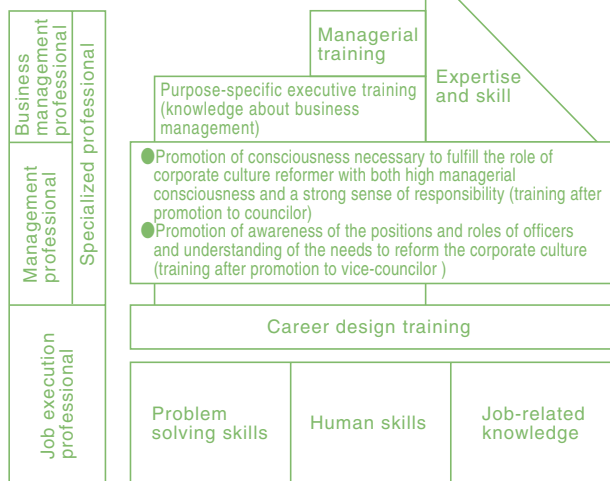 Business
management
professional
Specialized professional
Management
professional
Job execution
professional
Managerial
training
Expertise
and skill
Purpose-specific executive training
(knowledge about business
management)
●Promotion of consciousness necessary to fulfill the role of
corporate culture reformer with both high managerial
consciousness and a strong sense of responsibility (training after
promotion to councilor)
●Promotion of awareness of the positions and roles of officers
and understanding of the needs to reform the corporate culture
(training after promotion to vice-councilor )
Career design training
Problem
solving skills
Human skills
Job-related
knowledge